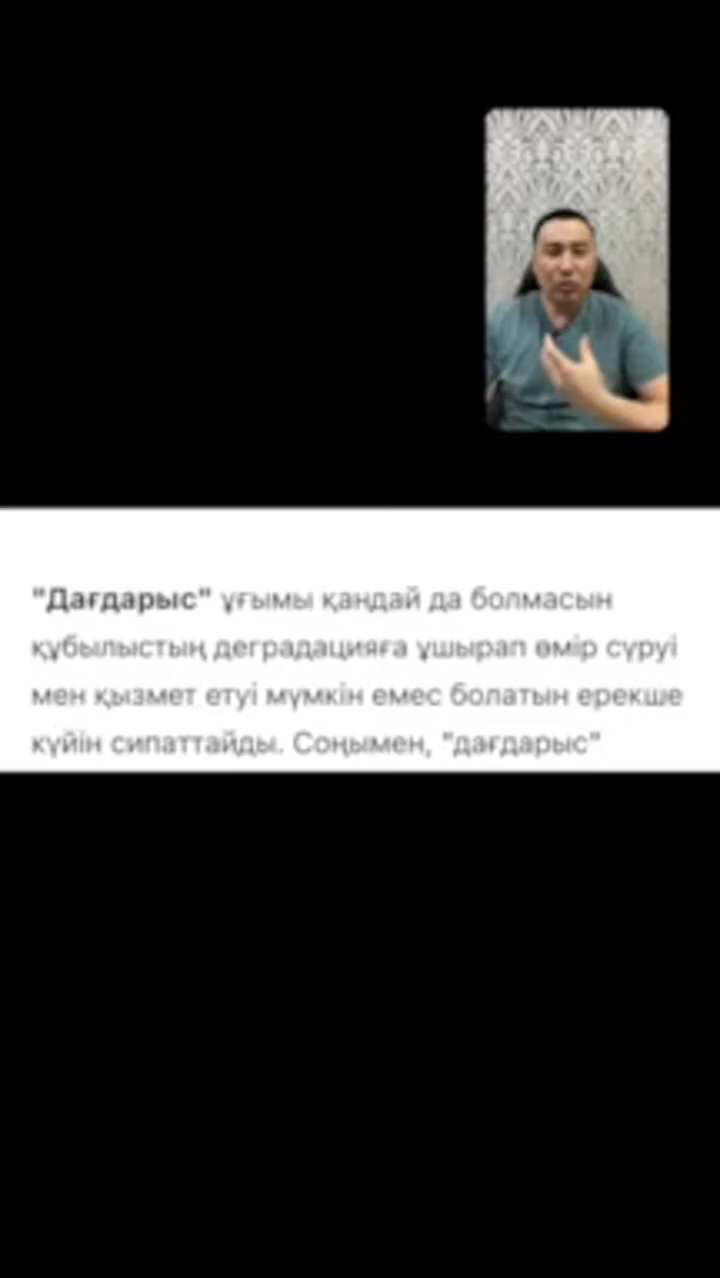 "Дағдарыс" ұғымы қандай да болмасын
құбылыстың деградацияға ұшырап өмір сүруі
мен қызмет етуі мүмкін емес болатын ерекше
күйін сипаттайды. Соңымен, "дағдарыс"